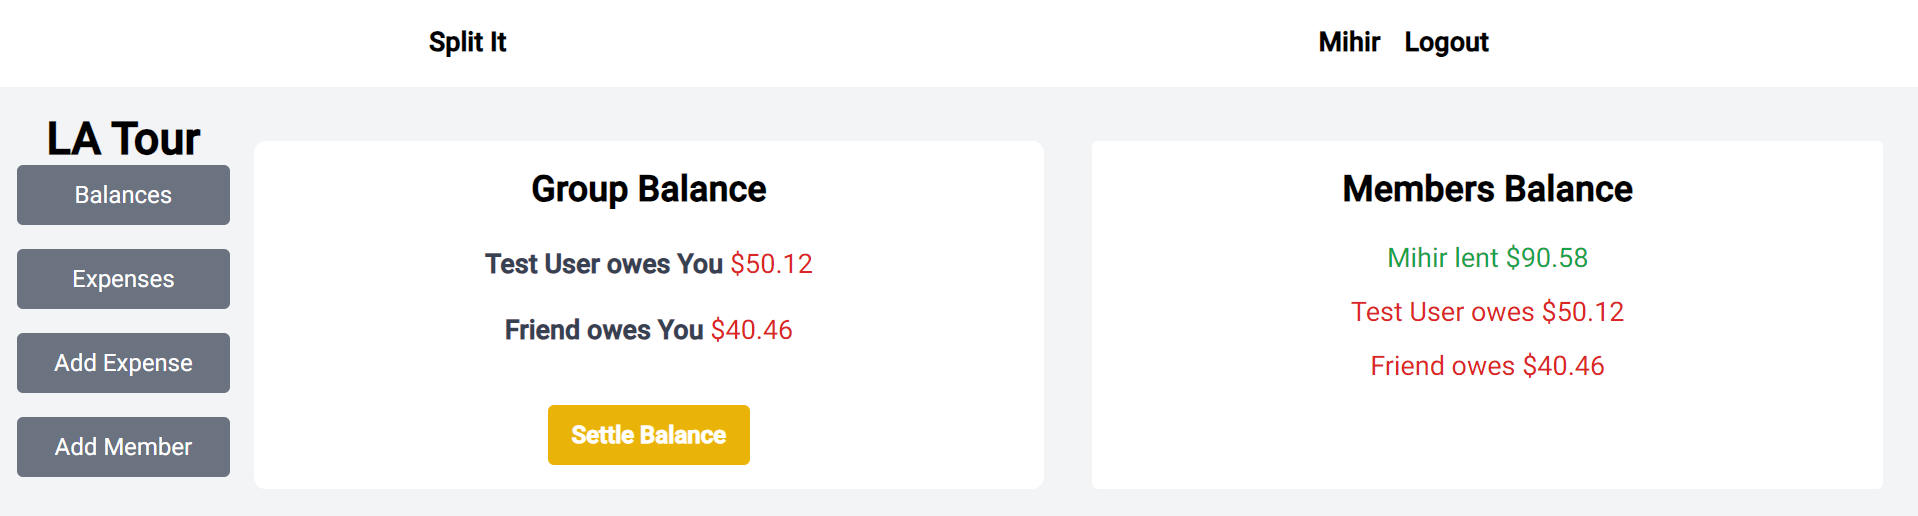 Split It
Mihir Logout
LA Tour
Balances
Expenses
Add Expense
Add Member
Group Balance
Test User owes You $50.12
Friend owes You $40.46
Settle Balance
Members Balance
Mihir lent $90.58
Test User owes $50.12
Friend owes $40.46